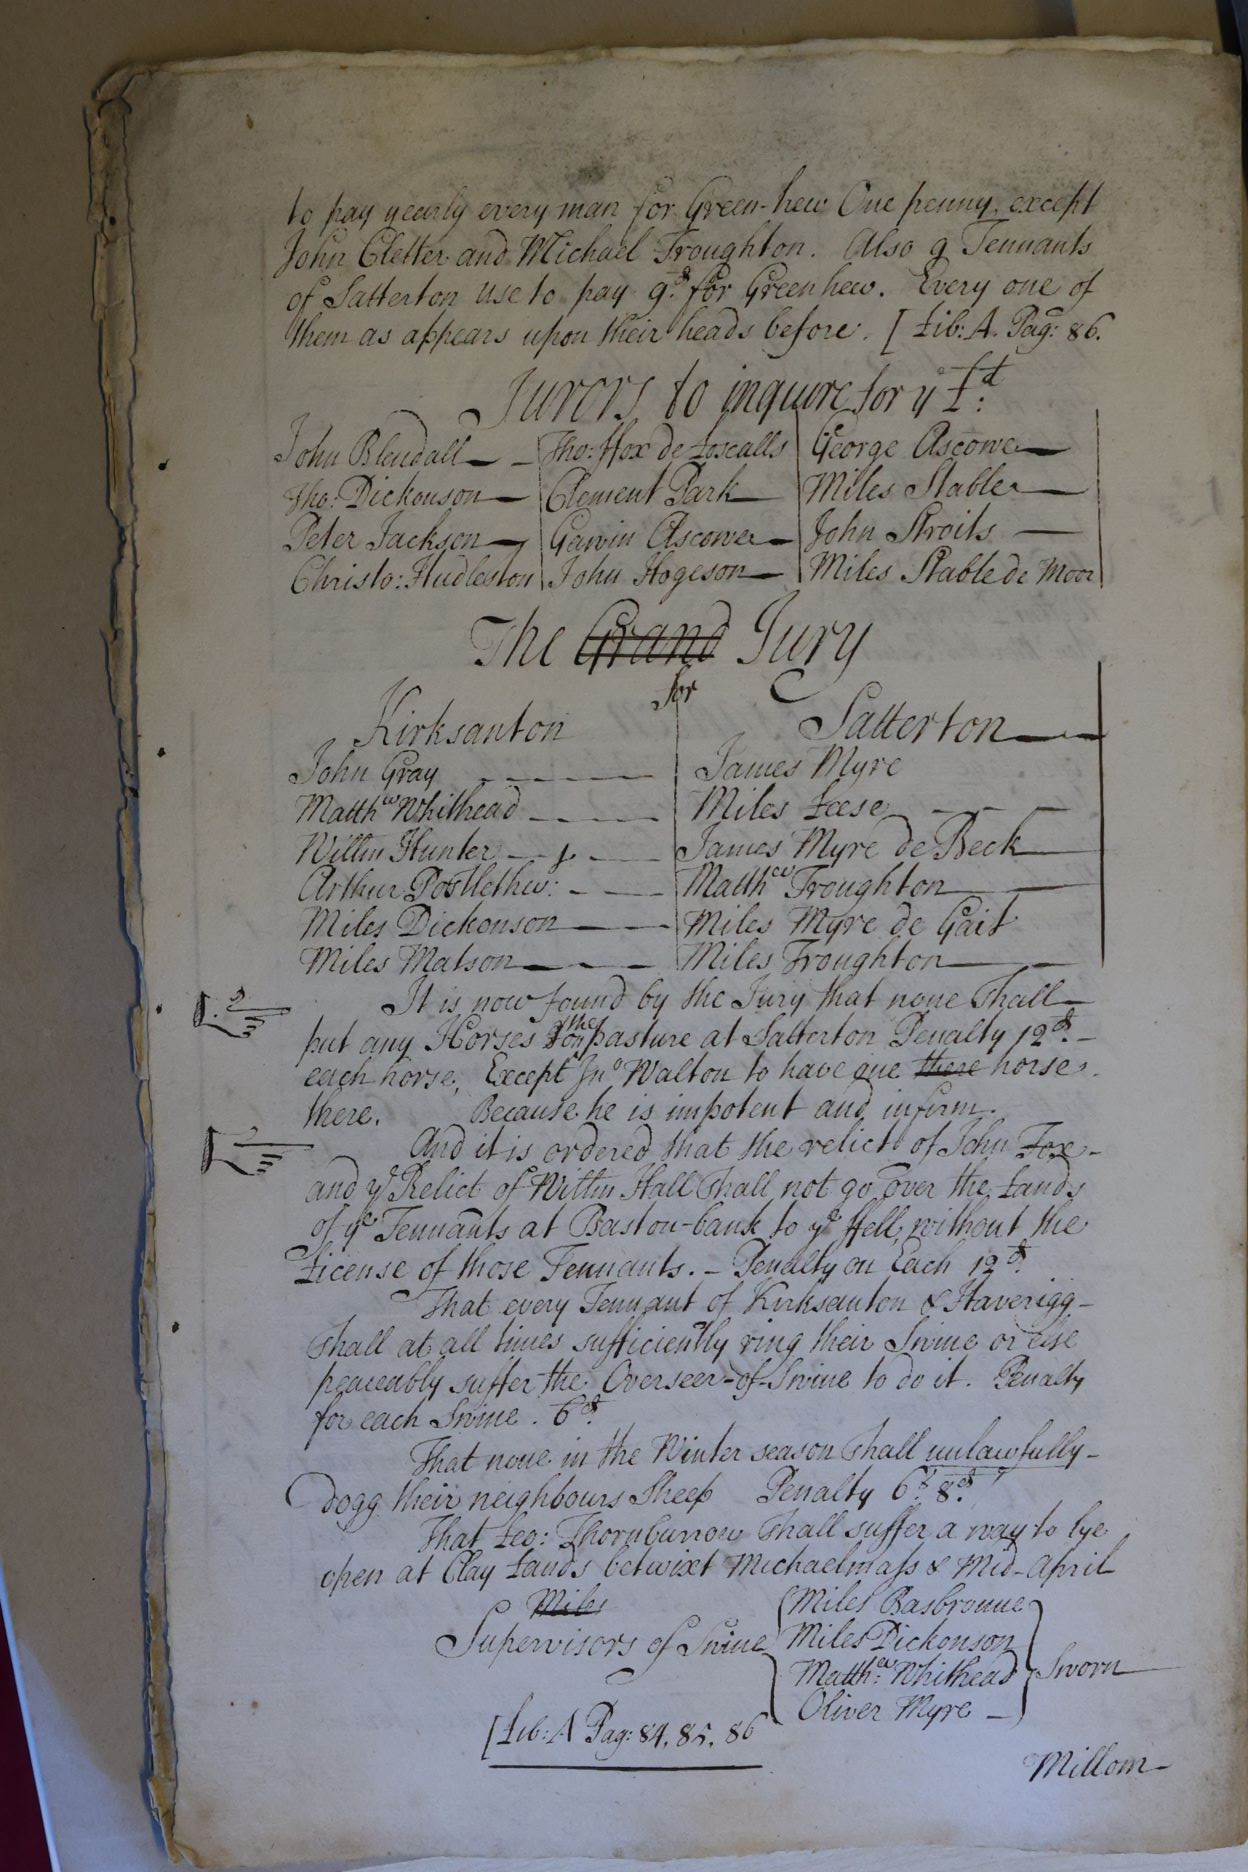 to pay yearly every man for Green-hew One penny, except
John Cletter and Michael Troughton. Also 9 Tennants
of Satterton use to pay 9d. for Greenhew. Every one of
them as appears upon their heads before. [Lib: A. Pag: 86.
Jurors to inquire for ye Ld:
John Blendall Tho: ffox de Loscalls George Ascowe
Tho: Dickonson Clement Park Miles Stable
Peter Jackson Gawin Ascowe John Stroits
Christo: Hudleston John Hogeson Miles Stable de Moor
The Grand Jury
for
Kirksanton Satterton
John Gray James Myre
Matthw Whithead Miles Leese
Willm Hunter James Myre de Beck
Arthur Postlethw: Matthew Troughton
Miles Dickonson Miles Myre de Gait
Miles Matson Miles Troughton
It is now found by the Jury that none shall
put any Horses the pasture at Satterton Penalty 12d.
each horse, Except Jno Walton to have one there horse
there. Because he is impotent and infirm.
And it is ordered that the relict of John Fox
and ye Relict of Willm Hall shall not go over the Lands
of ye Tennants at Baston-bank to ye ffell, without the
License of those Tennants. - Penalty on Each 12d.
That every Tennant of Kirksanton & Haverigg
shall at all times sufficiently ring their Swine or else
peaceably suffer the Overseer-of-Swine to do it. Penalty
for each Swine. 6d.
That none in the Winter season shall unlawfully
dogg their neighbours Sheep Penalty 6s. 8d.
That Leo: Thornburrow shall suffer a way to lye
open at Clay Lands betwixt Michaelmass & Mid-April
Miles Miles Basbroune
Supervisors of Swine Miles Dickonson
Matthew: Whithead Sworn
Oliver Myre
[Lib: A Pag: 84, 85, 86
Millom